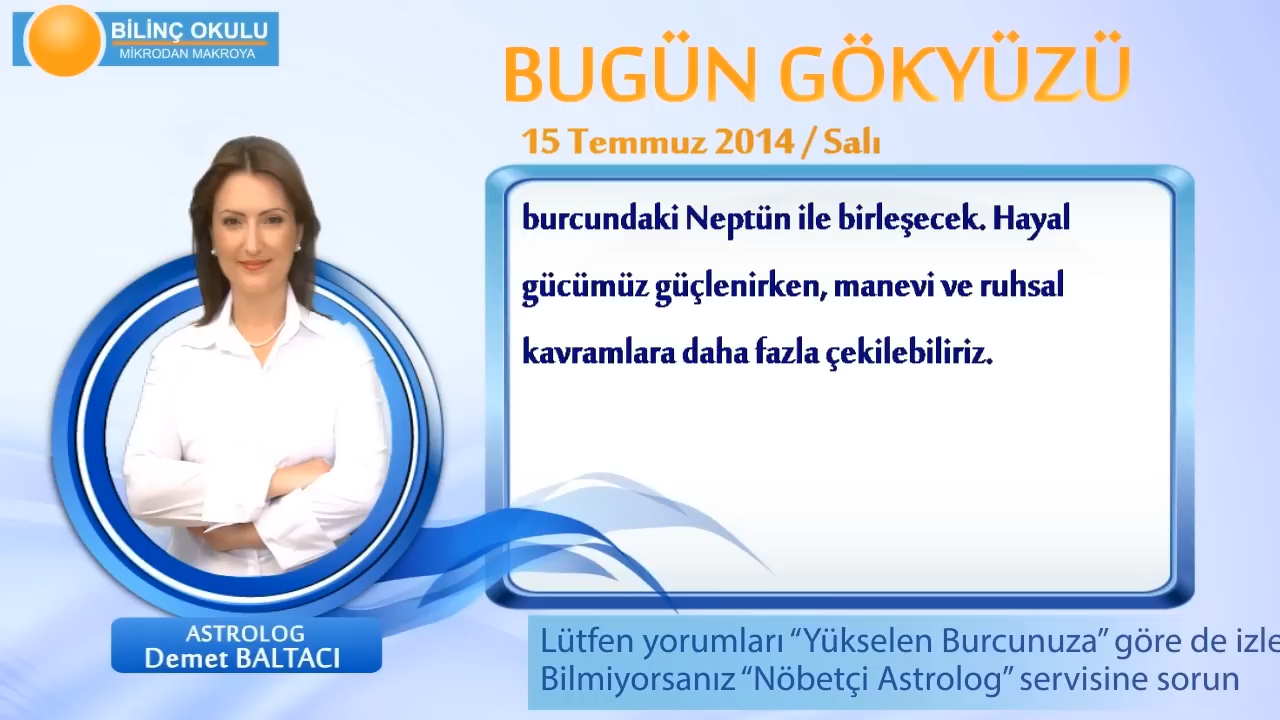 BİLİNÇ OKULU
MİKRODAN MAKROYA
BUGÜN GÖKYÜZÜ
15 Temmuz 2014 / Salı
burcundaki Neptün ile birleşecek. Hayal
gücümüz güçlenirken, manevi ve ruhsal
kavramlara daha fazla çekilebiliriz.
ASTROLOG
Demet BALTACI
Lütfen yorumları “Yükselen Burcunuza” göre de izle
Bilmiyorsanız “Nöbetçi Astrolog” servisine sorun